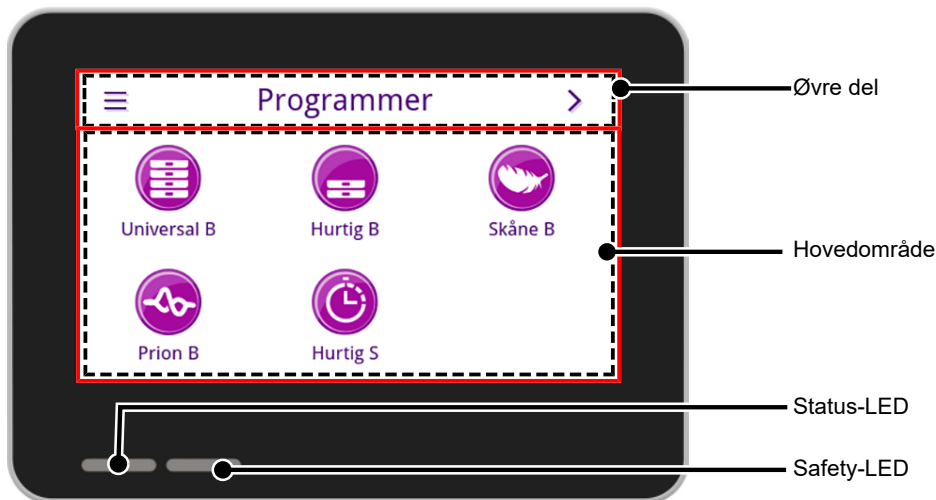 Programmer
Øvre del
Universal B
Hurtig B
Skåne B
Hovedområde
Prion B
Hurtig S
Status-LED
Safety-LED